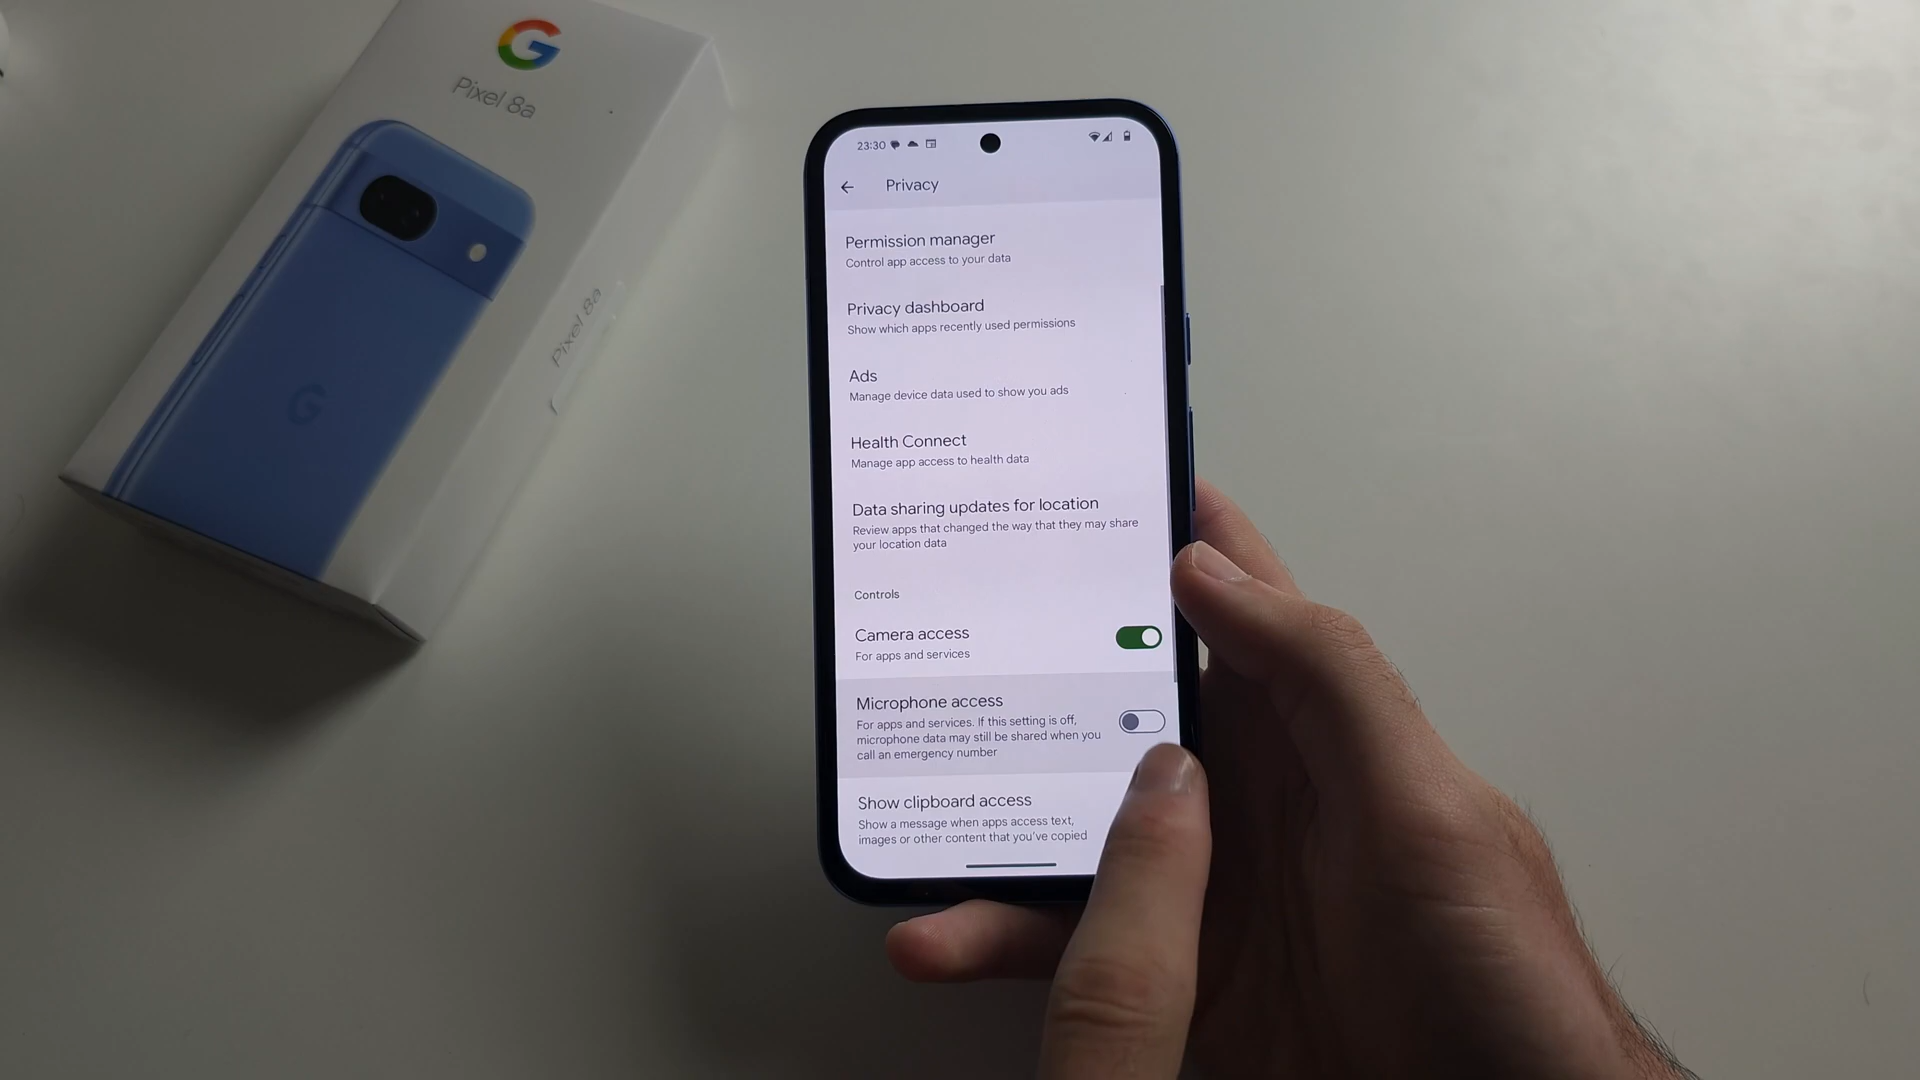 Pixel 8a
Pixel 8a
23:30
Privacy
Permission manager
Control app access to your data
Privacy dashboard
Show which apps recently used permissions
Ads
Manage device data used to show you ads
Health Connect
Manage app access to health data
Data sharing updates for location
Review apps that changed the way that they may share
your location data
Controls
Camera access
For apps and services
Microphone access
For apps and services. If this setting is off,
microphone data may still be shared when you
call an emergency number
Show clipboard access
Show a message when apps access text,
images or other content that you've copied